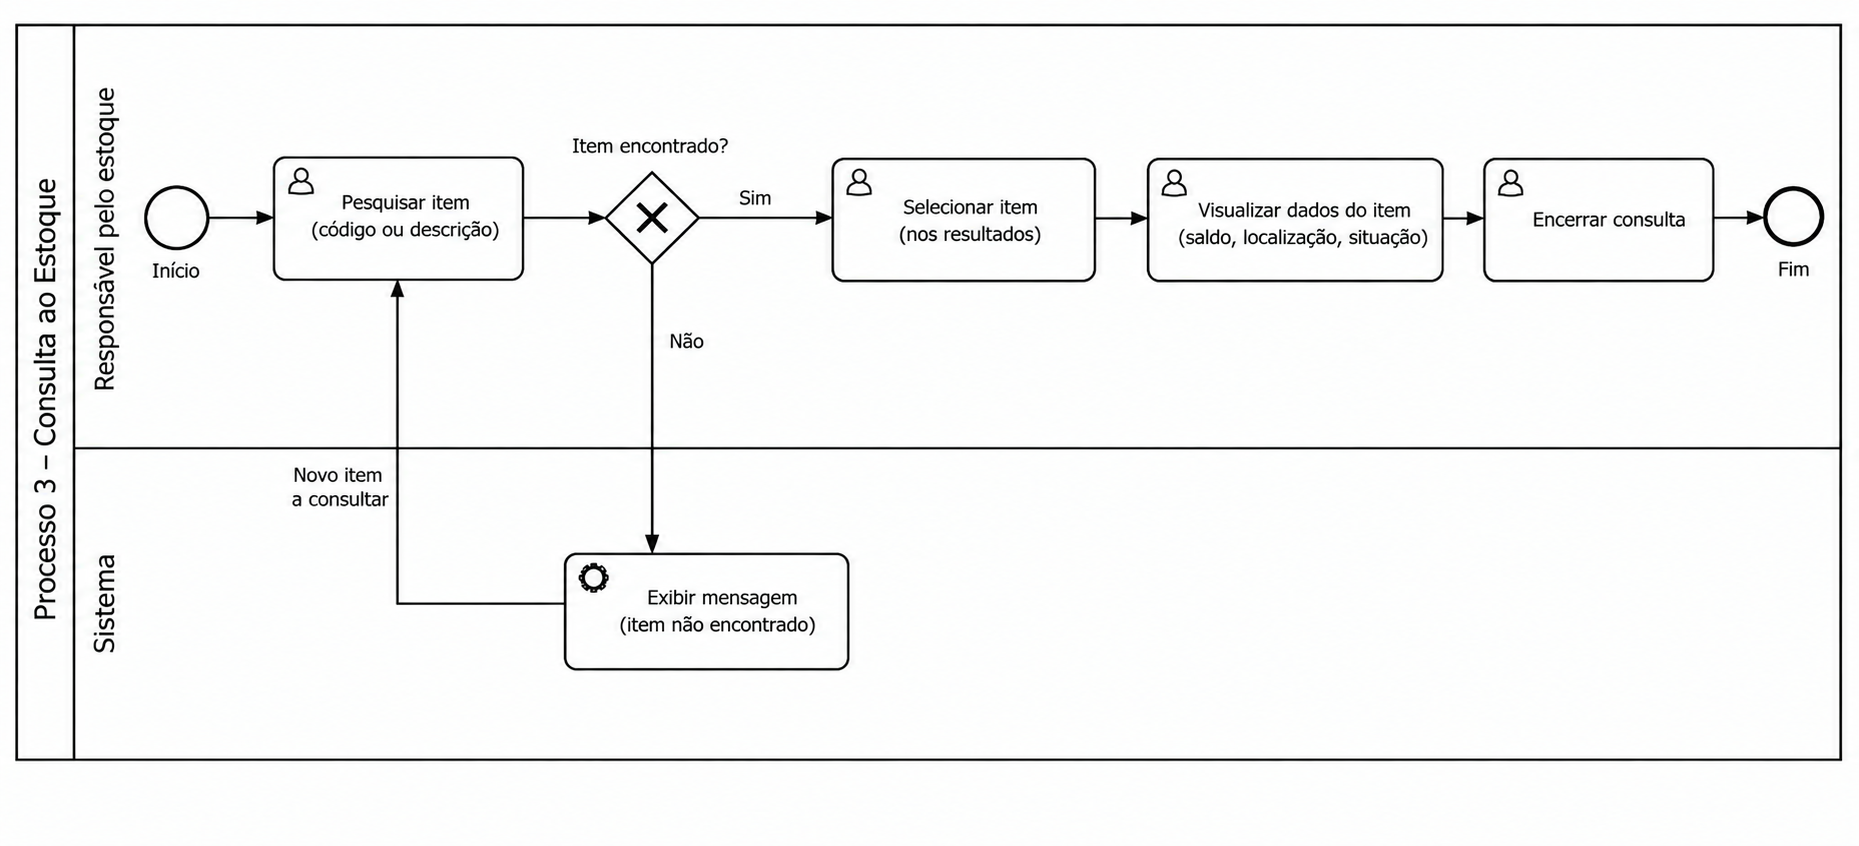 Processo 3 – Consulta ao Estoque
Responsável pelo estoque
Início
Pesquisar item
(código ou descrição)
Item encontrado?
Sim
Não
Selecionar item
(nos resultados)
Visualizar dados do item
(saldo, localização, situação)
Encerrar consulta
Fim
Sistema
Novo item
a consultar
Exibir mensagem
(item não encontrado)